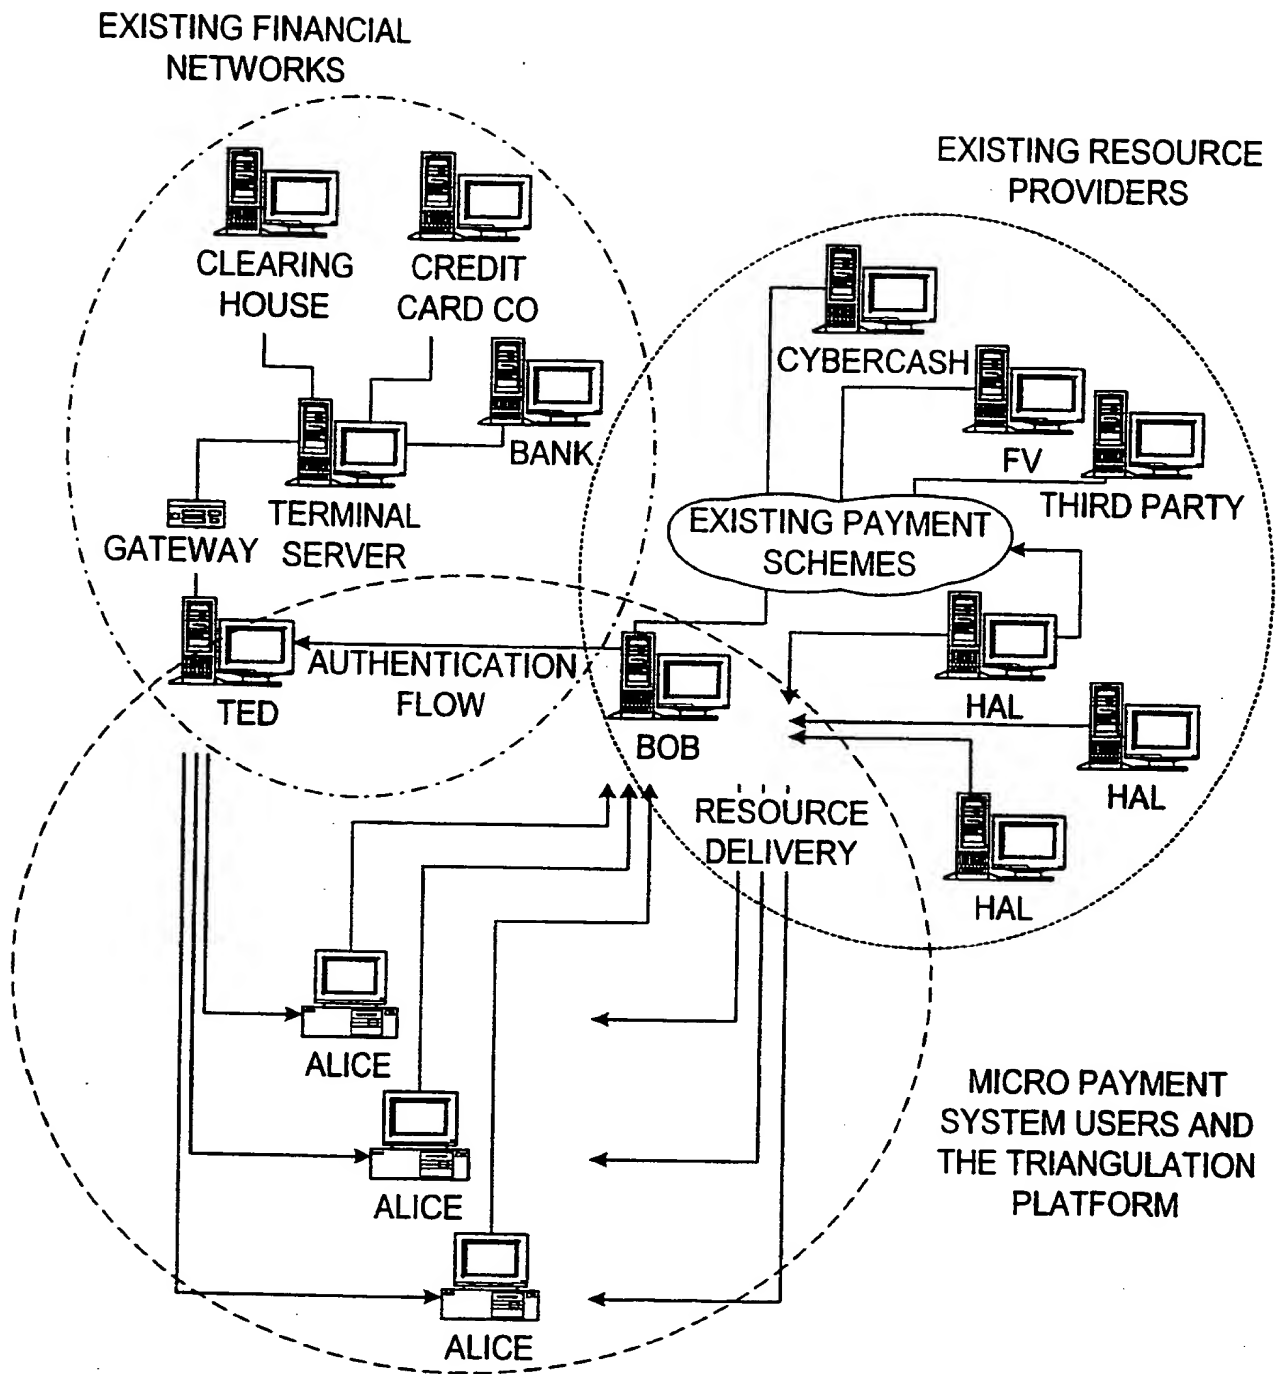 EXISTING FINANCIAL
NETWORKS
EXISTING RESOURCE
PROVIDERS
CLEARING
HOUSE
CREDIT
CARD CO
CYBERCASH
BANK
FV
THIRD PARTY
TERMINAL
SERVER
GATEWAY
EXISTING PAYMENT
SCHEMES
AUTHENTICATION
FLOW
TED
BOB
HAL
HAL
HAL
RESOURCE
DELIVERY
ALICE
ALICE
ALICE
MICRO PAYMENT
SYSTEM USERS AND
THE TRIANGULATION
PLATFORM